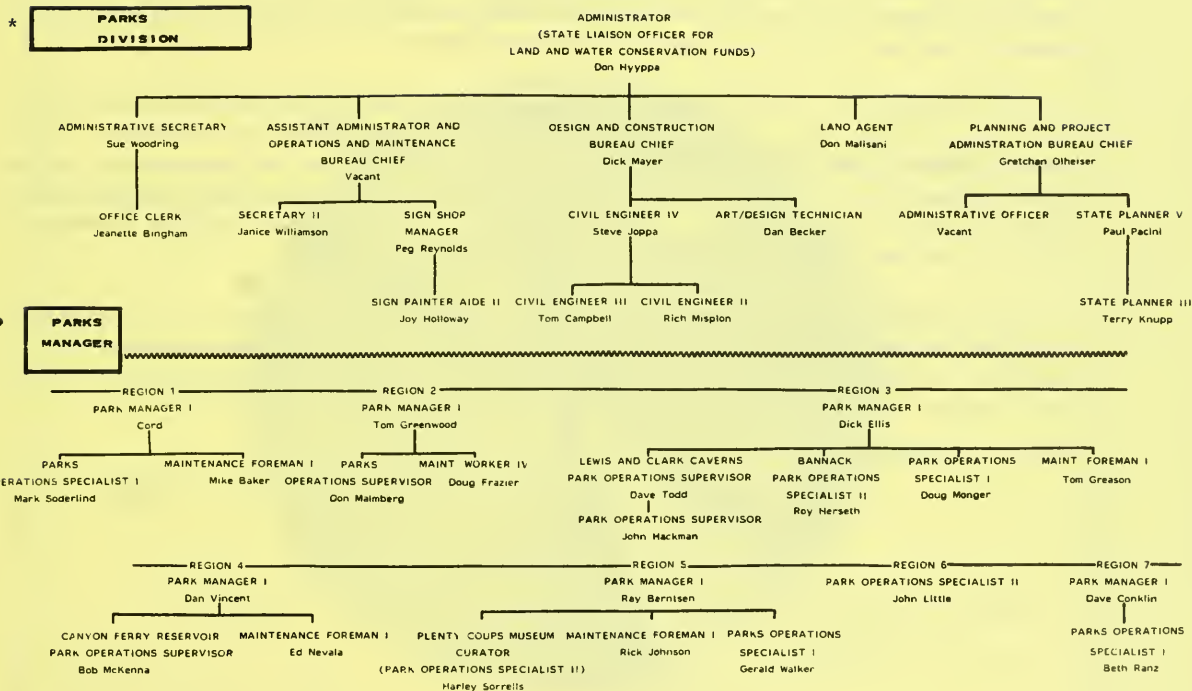 *
PARKS
DIVISION
ADMINISTRATOR
(STATE LIAISON OFFICER FOR
LAND AND WATER CONSERVATION FUNDS)
Don Hyyppa
ADMINISTRATIVE SECRETARY
Sue Woodring
ASSISTANT ADMINISTRATOR AND
OPERATIONS AND MAINTENANCE
BUREAU CHIEF
Vacant
DESIGN AND CONSTRUCTION
BUREAU CHIEF
Dick Mayer
LAND AGENT
Don Malisani
PLANNING AND PROJECT
ADMINSTRATION BUREAU CHIEF
Gretchan Olheiser
OFFICE CLERK
Jeanette Bingham
SECRETARY II
Janice Williamson
SIGN SHOP
MANAGER
Peg Reynolds
CIVIL ENGINEER IV
Steve Joppa
ART/DESIGN TECHNICIAN
Dan Becker
ADMINISTRATIVE OFFICER
Vacant
STATE PLANNER V
Paul Pacini
SIGN PAINTER AIDE II
Joy Holloway
CIVIL ENGINEER III
Tom Campbell
CIVIL ENGINEER II
Rich Misplon
STATE PLANNER III
Terry Knupp
PARKS
MANAGER
REGION 1
PARK MANAGER I
Cord
REGION 2
PARK MANAGER I
Tom Greenwood
REGION 3
PARK MANAGER I
Dick Ellis
PARKS
ERATIONS SPECIALIST I
Mark Soderlind
MAINTENANCE FOREMAN I
Mike Baker
PARKS
OPERATIONS SUPERVISOR
Don Malmberg
MAINT WORKER IV
Doug Frazier
LEWIS AND CLARK CAVERNS
PARK OPERATIONS SUPERVISOR
Dave Todd
PARK OPERATIONS SUPERVISOR
John Hackman
BANNACK
PARK OPERATIONS
SPECIALIST II
Roy Herseth
PARK OPERATIONS
SPECIALIST I
Doug Monger
MAINT FOREMAN I
Tom Greason
REGION 4
PARK MANAGER I
Dan Vincent
REGION 5
PARK MANAGER I
Ray Berntsen
REGION 6
PARK OPERATIONS SPECIALIST II
John Little
REGION 7
PARK MANAGER I
Dave Conklin
CANYON FERRY RESERVOIR
PARK OPERATIONS SUPERVISOR
Bob McKenna
MAINTENANCE FOREMAN I
Ed Nevala
PLENTY COUPS MUSEUM
CURATOR
(PARK OPERATIONS SPECIALIST II)
Harley Sorrells
MAINTENANCE FOREMAN I
Rick Johnson
PARKS OPERATIONS
SPECIALIST I
Gerald Walker
PARKS OPERATIONS
SPECIALIST I
Beth Ranz